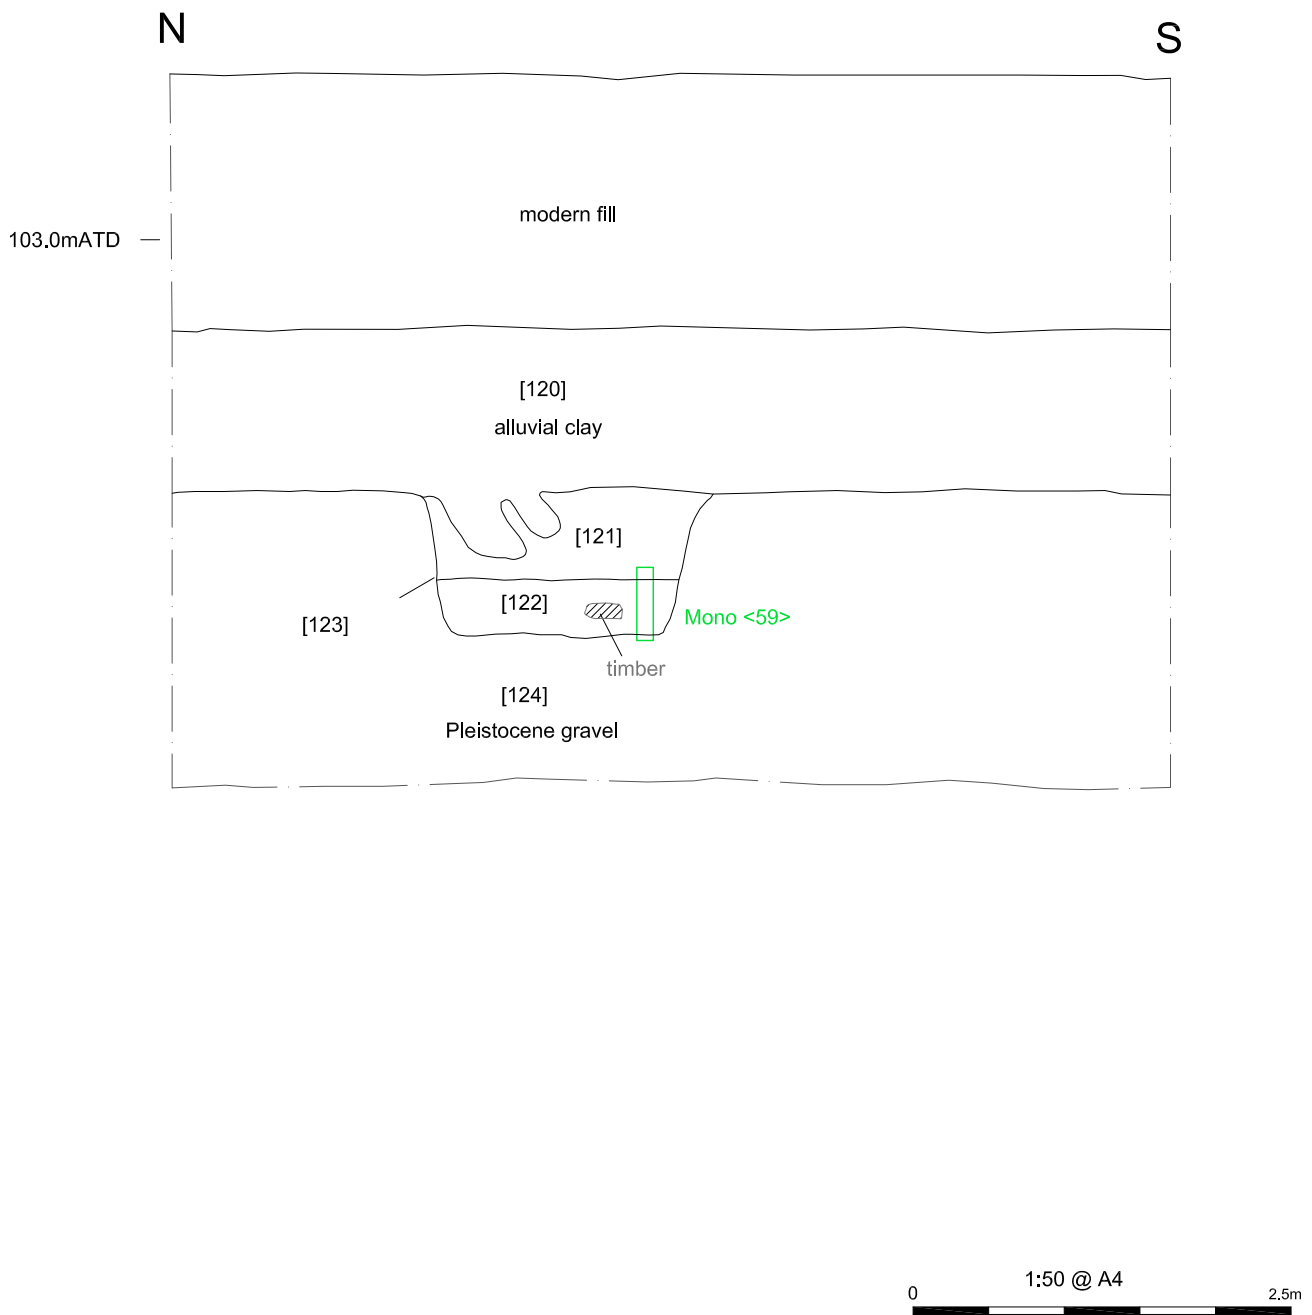 N
S
modern fill
103.0mATD
[120]
alluvial clay
[121]
[122]
[123]
Mono <59>
timber
[124]
Pleistocene gravel
1:50 @ A4
0
2.5m